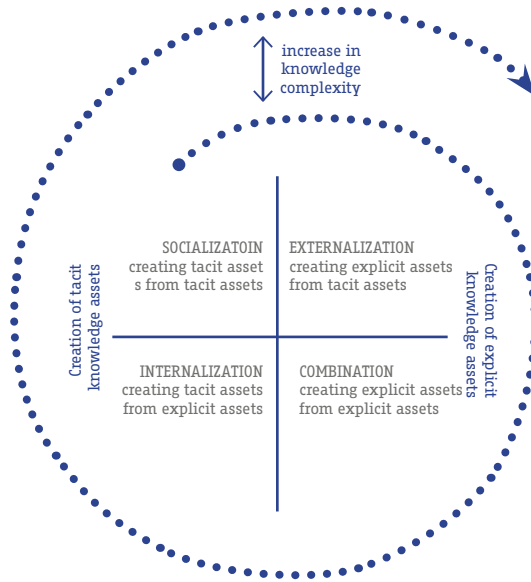 increase in
knowledge
complexity
SOCIALIZATOIN
creating tacit asset
s from tacit assets
EXTERNALIZATION
creating explicit assets
from tacit assets
Creation of tacit
knowledge assets
Creation of explicit
knowledge assets
INTERNALIZATION
creating tacit assets
from explicit assets
COMBINATION
creating explicit assets
from explicit assets